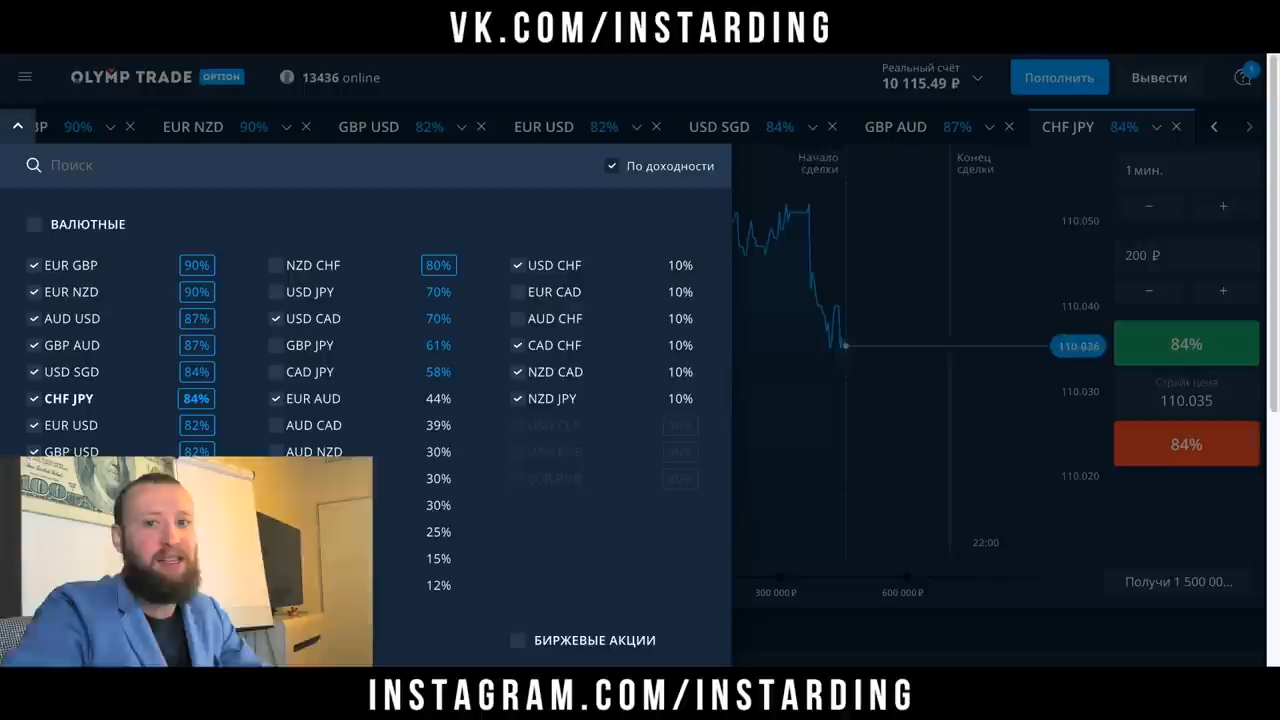 VK.COM/INSTARDING
OLYMP TRADE OPTION 13436 online
Реальный счёт
10 115.49 ₽
Пополнить
Вывести
1
90%
EUR NZD 90%
GBP USD 82%
EUR USD 82%
USD SGD 84%
GBP AUD 87%
CHF JPY 84%
Поиск
По доходности
ВАЛЮТНЫЕ
EUR GBP 90%
EUR NZD 90%
AUD USD 87%
GBP AUD 87%
USD SGD 84%
CHF JPY 84%
EUR USD 82%
GBP USD 82%
NZD CHF 80%
USD JPY 70%
USD CAD 70%
GBP JPY 61%
CAD JPY 58%
EUR AUD 44%
AUD CAD 39%
AUD NZD 30%
30%
30%
25%
15%
12%
USD CHF 10%
EUR CAD 10%
AUD CHF 10%
CAD CHF 10%
NZD CAD 10%
NZD JPY 10%
БИРЖЕВЫЕ АКЦИИ
Начало
сделки
Конец
сделки
110.050
110.040
110.036
110.030
110.020
22:00
300 000 ₽
600 000 ₽
1 мин.
200 ₽
84%
Страйк цена
110.035
84%
Получи 1 500 00...
100
INSTAGRAM.COM/INSTARDING